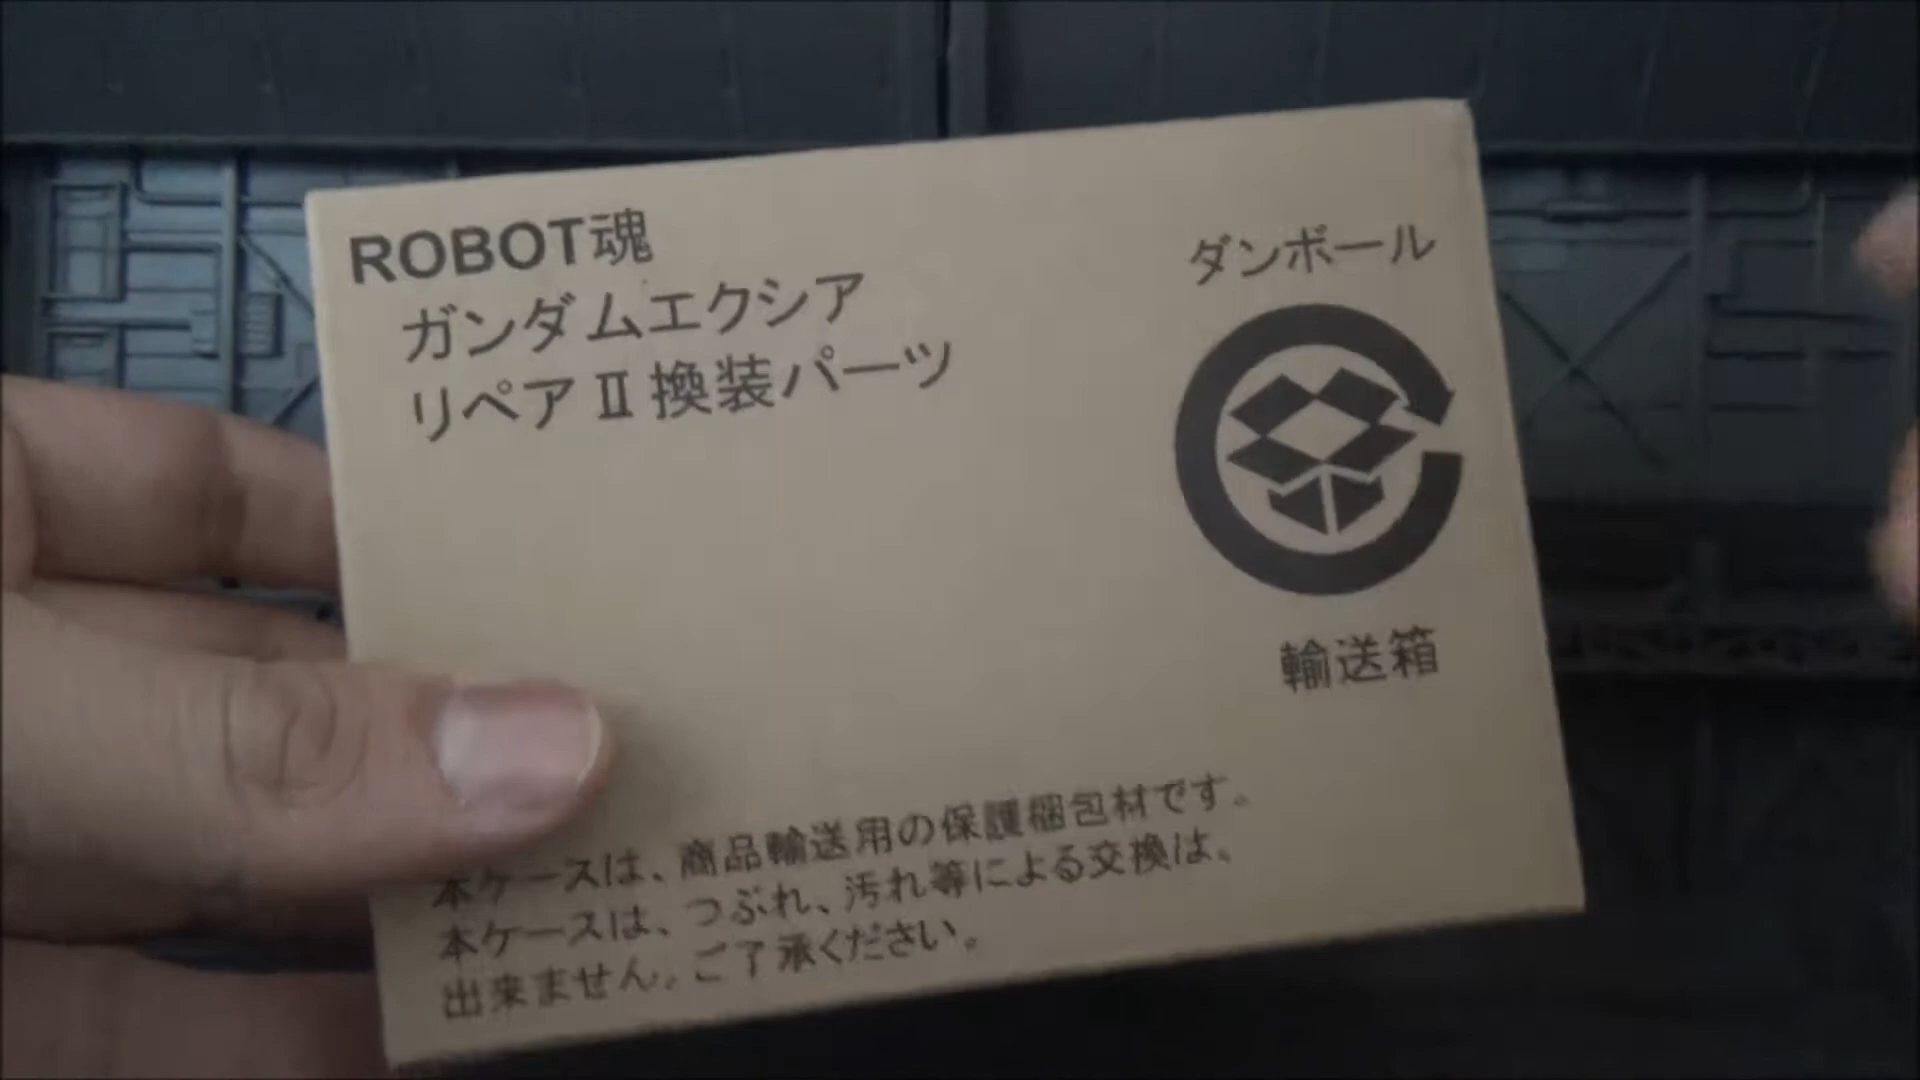 ROBOT魂
ガンダムエクシア
リペアⅡ換装パーツ
ダンボール
輸送箱
本ケースは、商品輸送用の保護梱包材です。
本ケースは、つぶれ、汚れ等による交換は、
出来ません。ご了承ください。